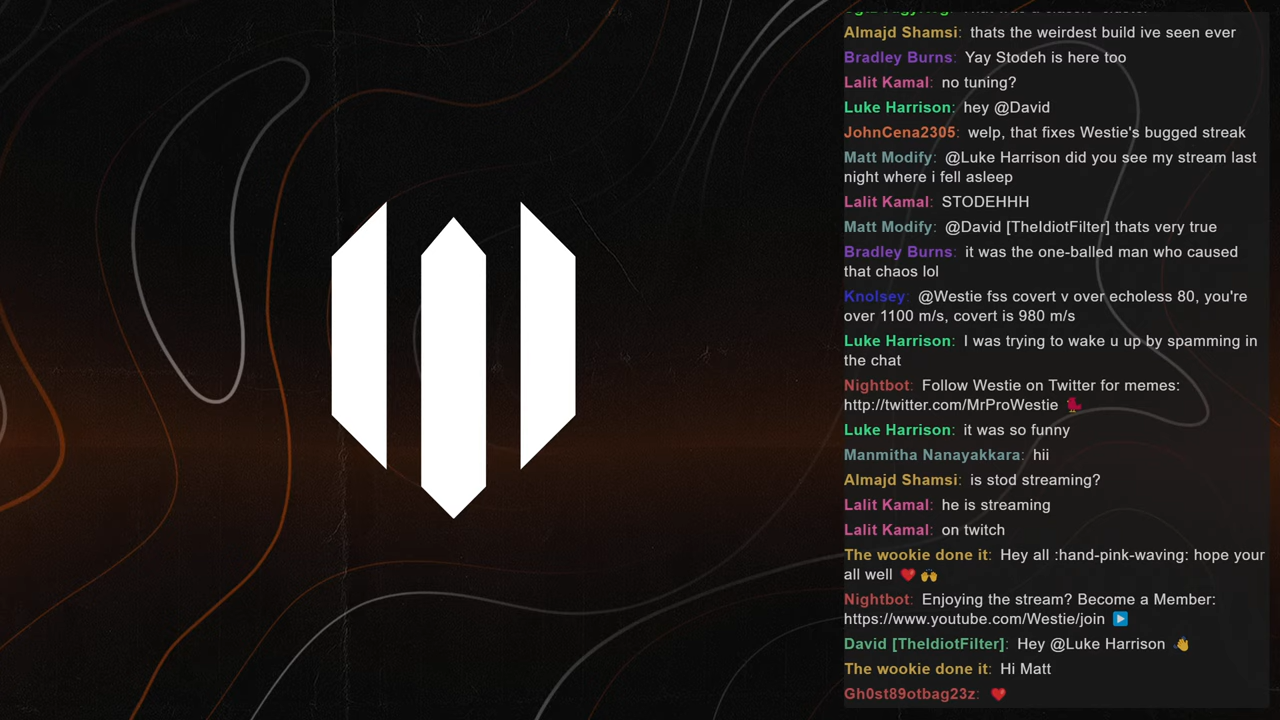 Almajd Shamsi: thats the weirdest build ive seen ever
Bradley Burns: Yay Stodeh is here too
Lalit Kamal: no tuning?
Luke Harrison: hey @David
JohnCena2305: welp, that fixes Westie's bugged streak
Matt Modify: @Luke Harrison did you see my stream last
night where i fell asleep
Lalit Kamal: STODEHHH
Matt Modify: @David [TheIdiotFilter] thats very true
Bradley Burns: it was the one-balled man who caused
that chaos lol
Knolsey: @Westie fss covert v over echoless 80, you're
over 1100 m/s, covert is 980 m/s
Luke Harrison: I was trying to wake u up by spamming in
the chat
Nightbot: Follow Westie on Twitter for memes:
http://twitter.com/MrProWestie
Luke Harrison: it was so funny
Manmitha Nanayakkara: hii
Almajd Shamsi: is stod streaming?
Lalit Kamal: he is streaming
Lalit Kamal: on twitch
The wookie done it: Hey all :hand-pink-waving: hope your
all well ❤️ 🙌
Nightbot: Enjoying the stream? Become a Member:
https://www.youtube.com/Westie/join ▶️
David [TheIdiotFilter]: Hey @Luke Harrison 👋
The wookie done it: Hi Matt
Gh0st89otbag23z: ❤️